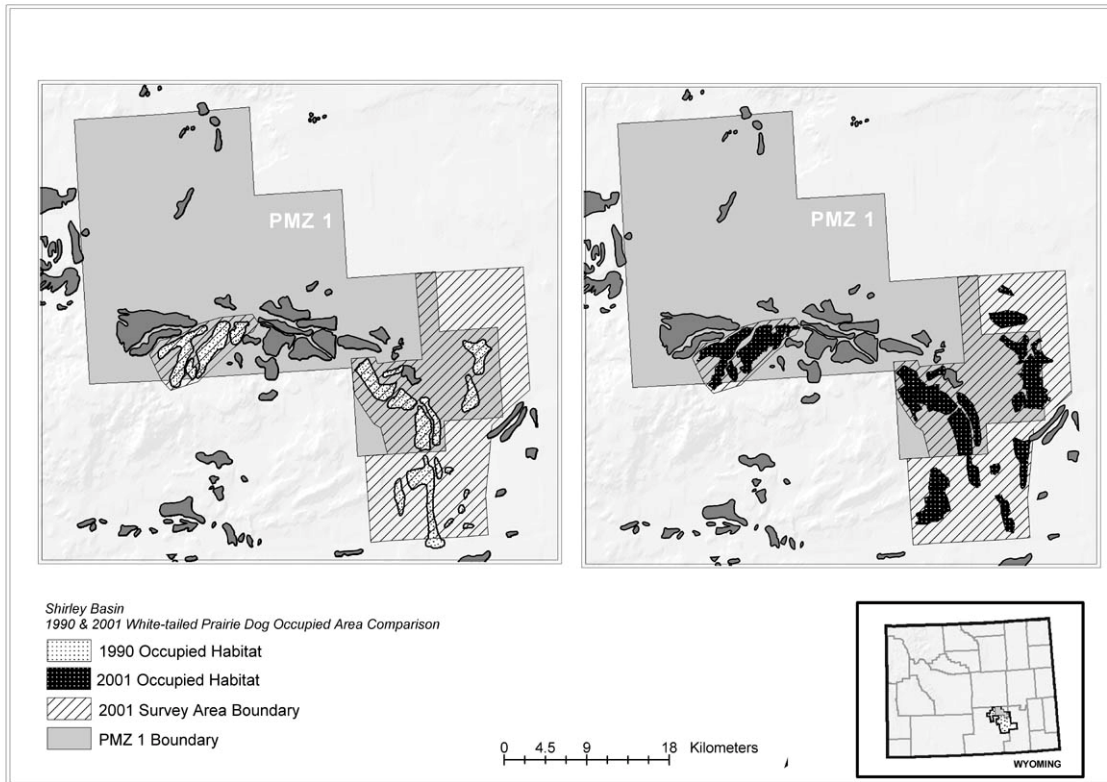 PMZ 1
PMZ 1
Shirley Basin
1990 & 2001 White-tailed Prairie Dog Occupied Area Comparison
1990 Occupied Habitat
2001 Occupied Habitat
2001 Survey Area Boundary
PMZ 1 Boundary
0 4.5 9 18 Kilometers
WYOMING